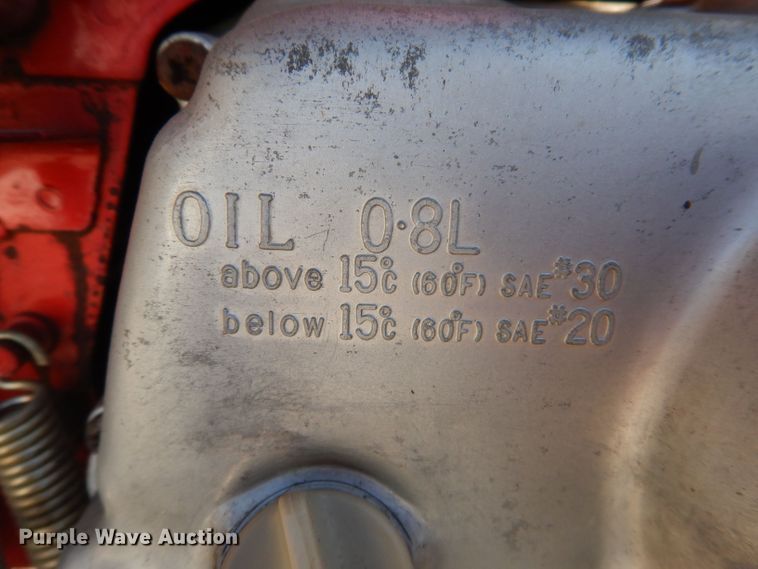 OIL 0.8L
above 15°C (60°F) SAE #30
below 15°C (60°F) SAE #20
Purple Wave Auction